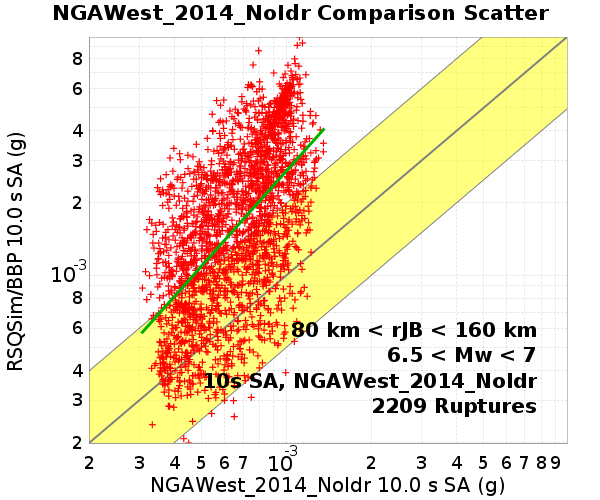 NGAWest_2014_NoIdr Comparison Scatter
RSQSim/BBP 10.0 s SA (g)
8
6
4
3
2
10-3
8
6
4
3
2
80 km < rJB < 160 km
6.5 < Mw < 7
10s SA, NGAWest_2014_NoIdr
2209 Ruptures
2 3 4 5 6 7 10-3 2 3 4 5 6 7 8 9
NGAWest_2014_NoIdr 10.0 s SA (g)